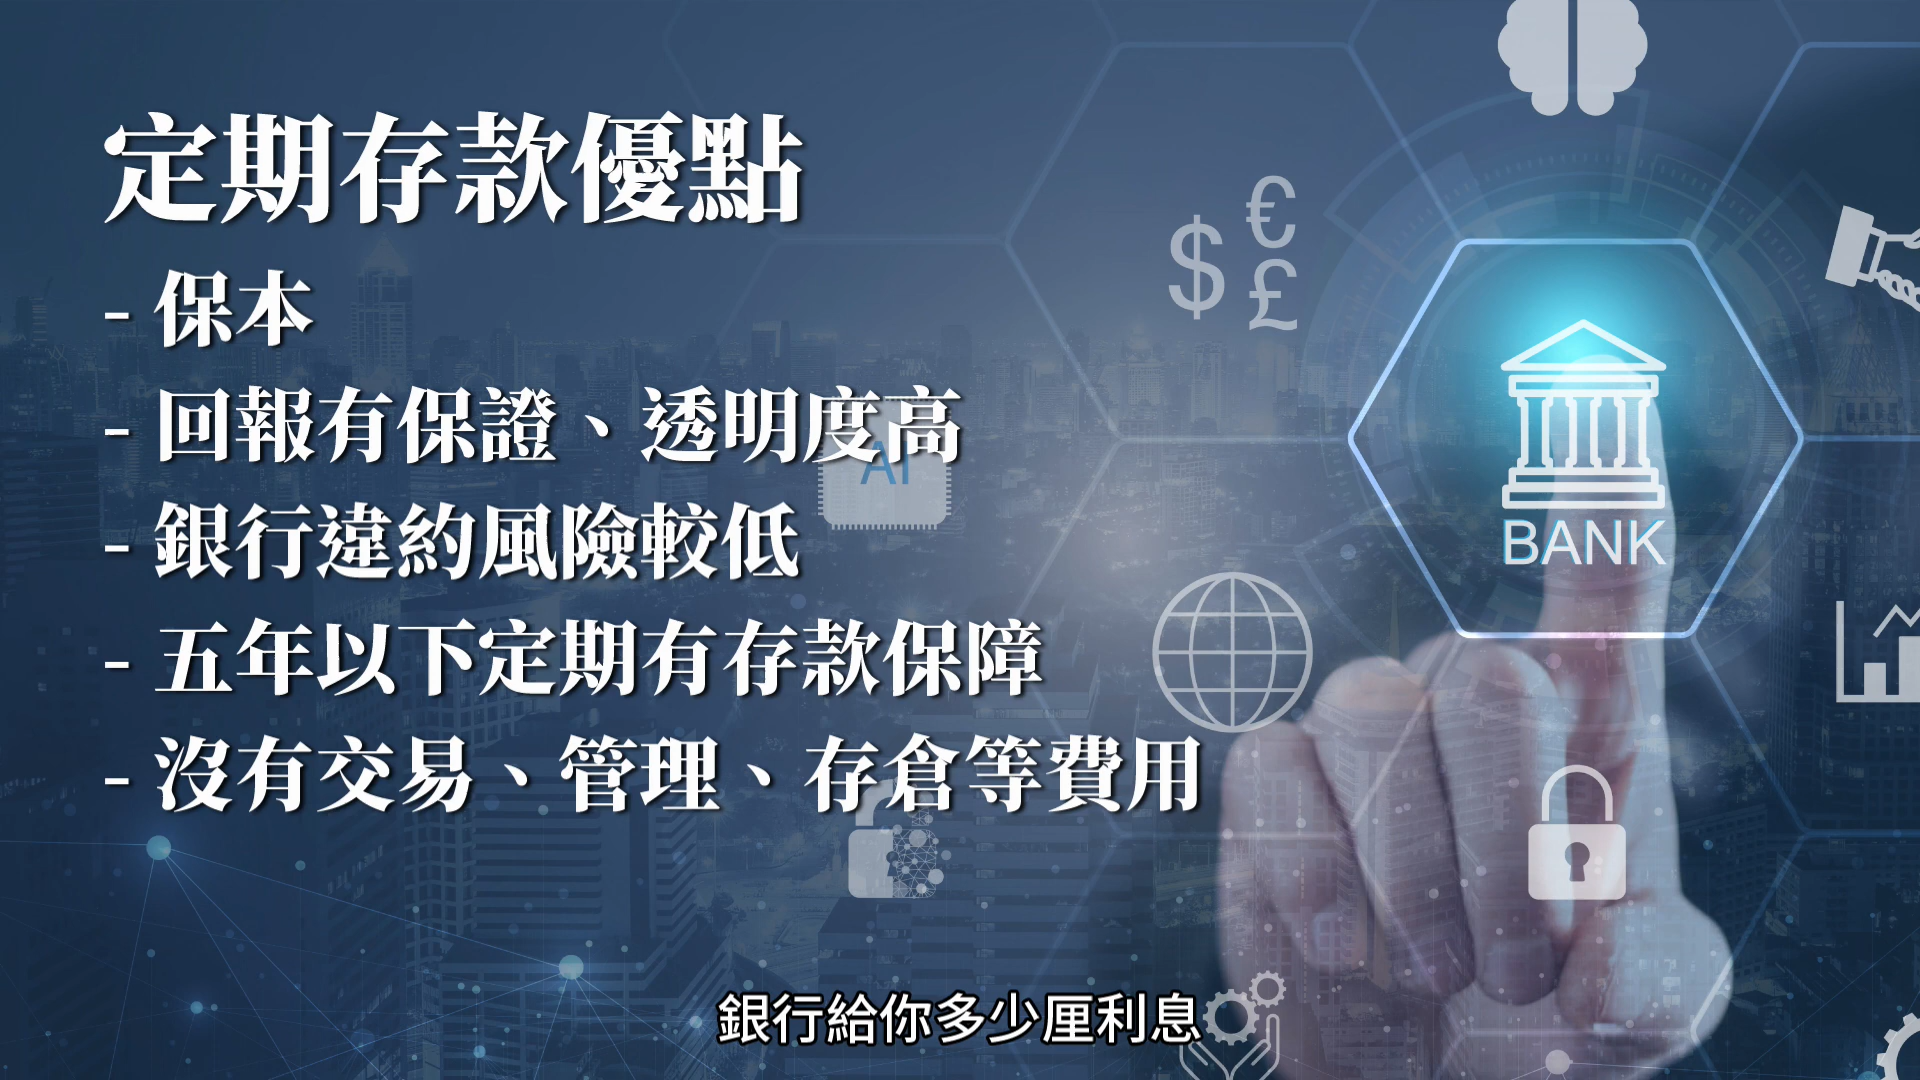 定期存款優點
- 保本
- 回報有保證、透明度高
- 銀行違約風險較低
- 五年以下定期有存款保障
- 沒有交易、管理、存倉等費用
$ €
£
AI
BANK
銀行給你多少厘利息